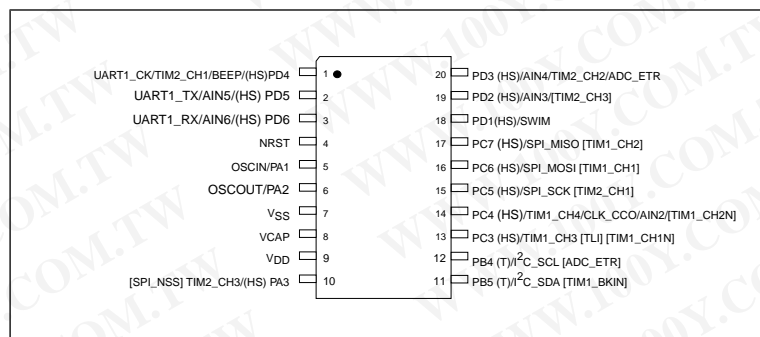 UART1_CK/TIM2_CH1/BEEP/(HS)PD4 1 20 PD3 (HS)/AIN4/TIM2_CH2/ADC_ETR
UART1_TX/AIN5/(HS) PD5 2 19 PD2 (HS)/AIN3/[TIM2_CH3]
UART1_RX/AIN6/(HS) PD6 3 18 PD1(HS)/SWIM
NRST 4 17 PC7 (HS)/SPI_MISO [TIM1_CH2]
OSCIN/PA1 5 16 PC6 (HS)/SPI_MOSI [TIM1_CH1]
OSCOUT/PA2 6 15 PC5 (HS)/SPI_SCK [TIM2_CH1]
VSS 7 14 PC4 (HS)/TIM1_CH4/CLK_CCO/AIN2/[TIM1_CH2N]
VCAP 8 13 PC3 (HS)/TIM1_CH3 [TLI] [TIM1_CH1N]
VDD 9 12 PB4 (T)/I2C_SCL [ADC_ETR]
[SPI_NSS] TIM2_CH3/(HS) PA3 10 11 PB5 (T)/I2C_SDA [TIM1_BKIN]
WWW.100Y.COM.TW